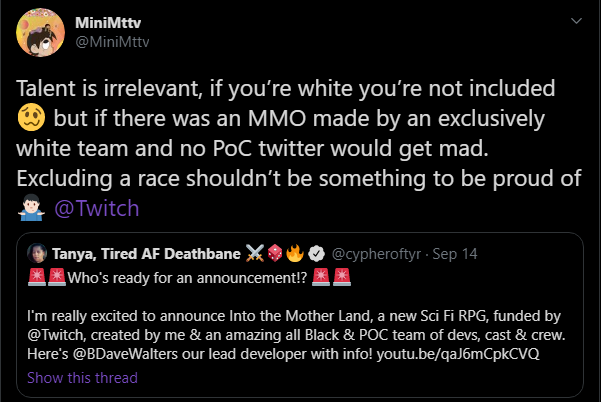 MiniMttv
@MiniMttv
Talent is irrelevant, if you’re white you’re not included
🥴 but if there was an MMO made by an exclusively
white team and no PoC twitter would get mad.
Excluding a race shouldn’t be something to be proud of
🤷🏻‍♂️ @Twitch
Tanya, Tired AF Deathbane ⚔️🎲🔥 @cypheroftyr · Sep 14
🚨🚨Who's ready for an announcement!? 🚨🚨
I'm really excited to announce Into the Mother Land, a new Sci Fi RPG, funded by
@Twitch, created by me & an amazing all Black & POC team of devs, cast & crew.
Here's @BDaveWalters our lead developer with info! youtu.be/qaJ6mCpkCVQ
Show this thread